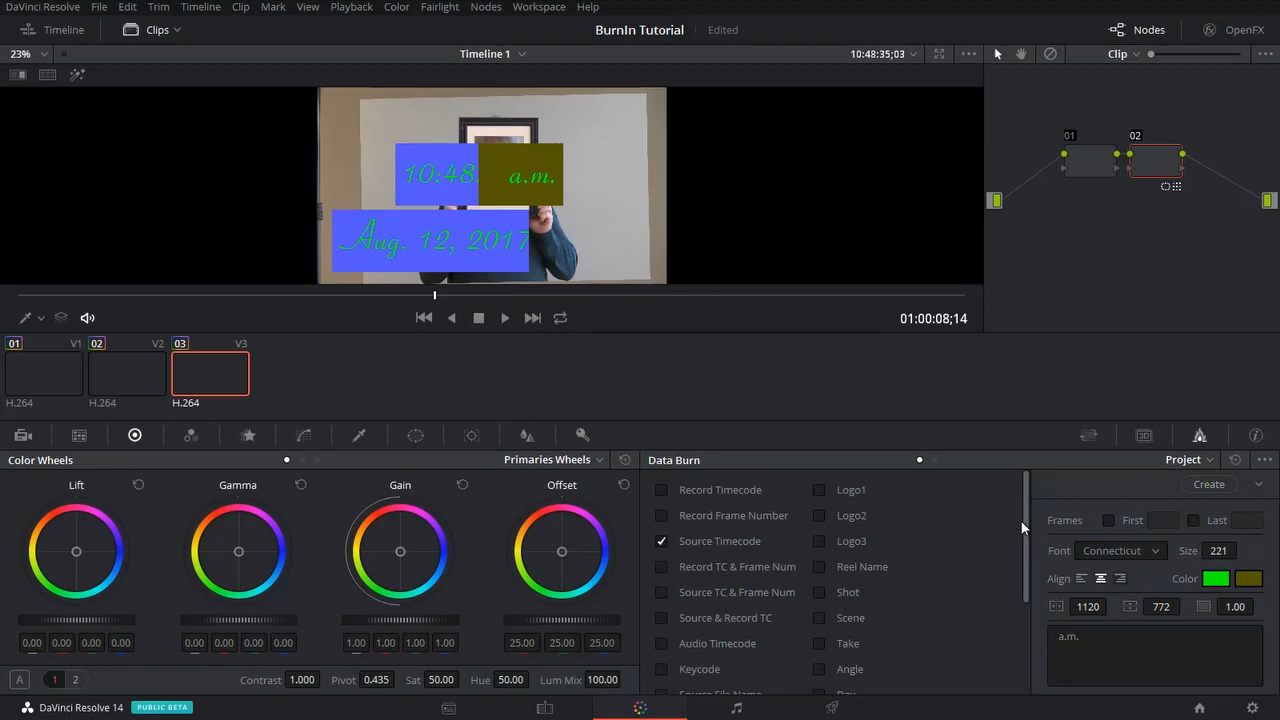 DaVinci Resolve File Edit Trim Timeline Clip Mark View Playback Color Fairlight Nodes Workspace Help
Timeline Clips BurnIn Tutorial Edited Nodes OpenFX
23% Timeline 1 10:48:35;03 Clip
01 02
10:48: a.m.
Aug. 12, 2017
01:00:08;14
01 V1 02 V2 03 V3
H.264 H.264 H.264
Color Wheels Primaries Wheels Data Burn Project
Lift Gamma Gain Offset
0.00 0.00 0.00 0.00 0.00 0.00 0.00 0.00 1.00 1.00 1.00 1.00 25.00 25.00 25.00
A 1 2 Contrast 1.000 Pivot 0.435 Sat 50.00 Hue 50.00 Lum Mix 100.00
Record Timecode Logo1
Record Frame Number Logo2
Source Timecode Logo3
Record TC & Frame Num Reel Name
Source TC & Frame Num Shot
Source & Record TC Scene
Audio Timecode Take
Keycode Angle
Source File Name Day
Create
Frames First Last
Font Connecticut Size 221
Align Color
1120 772 1.00
a.m.
DaVinci Resolve 14 PUBLIC BETA